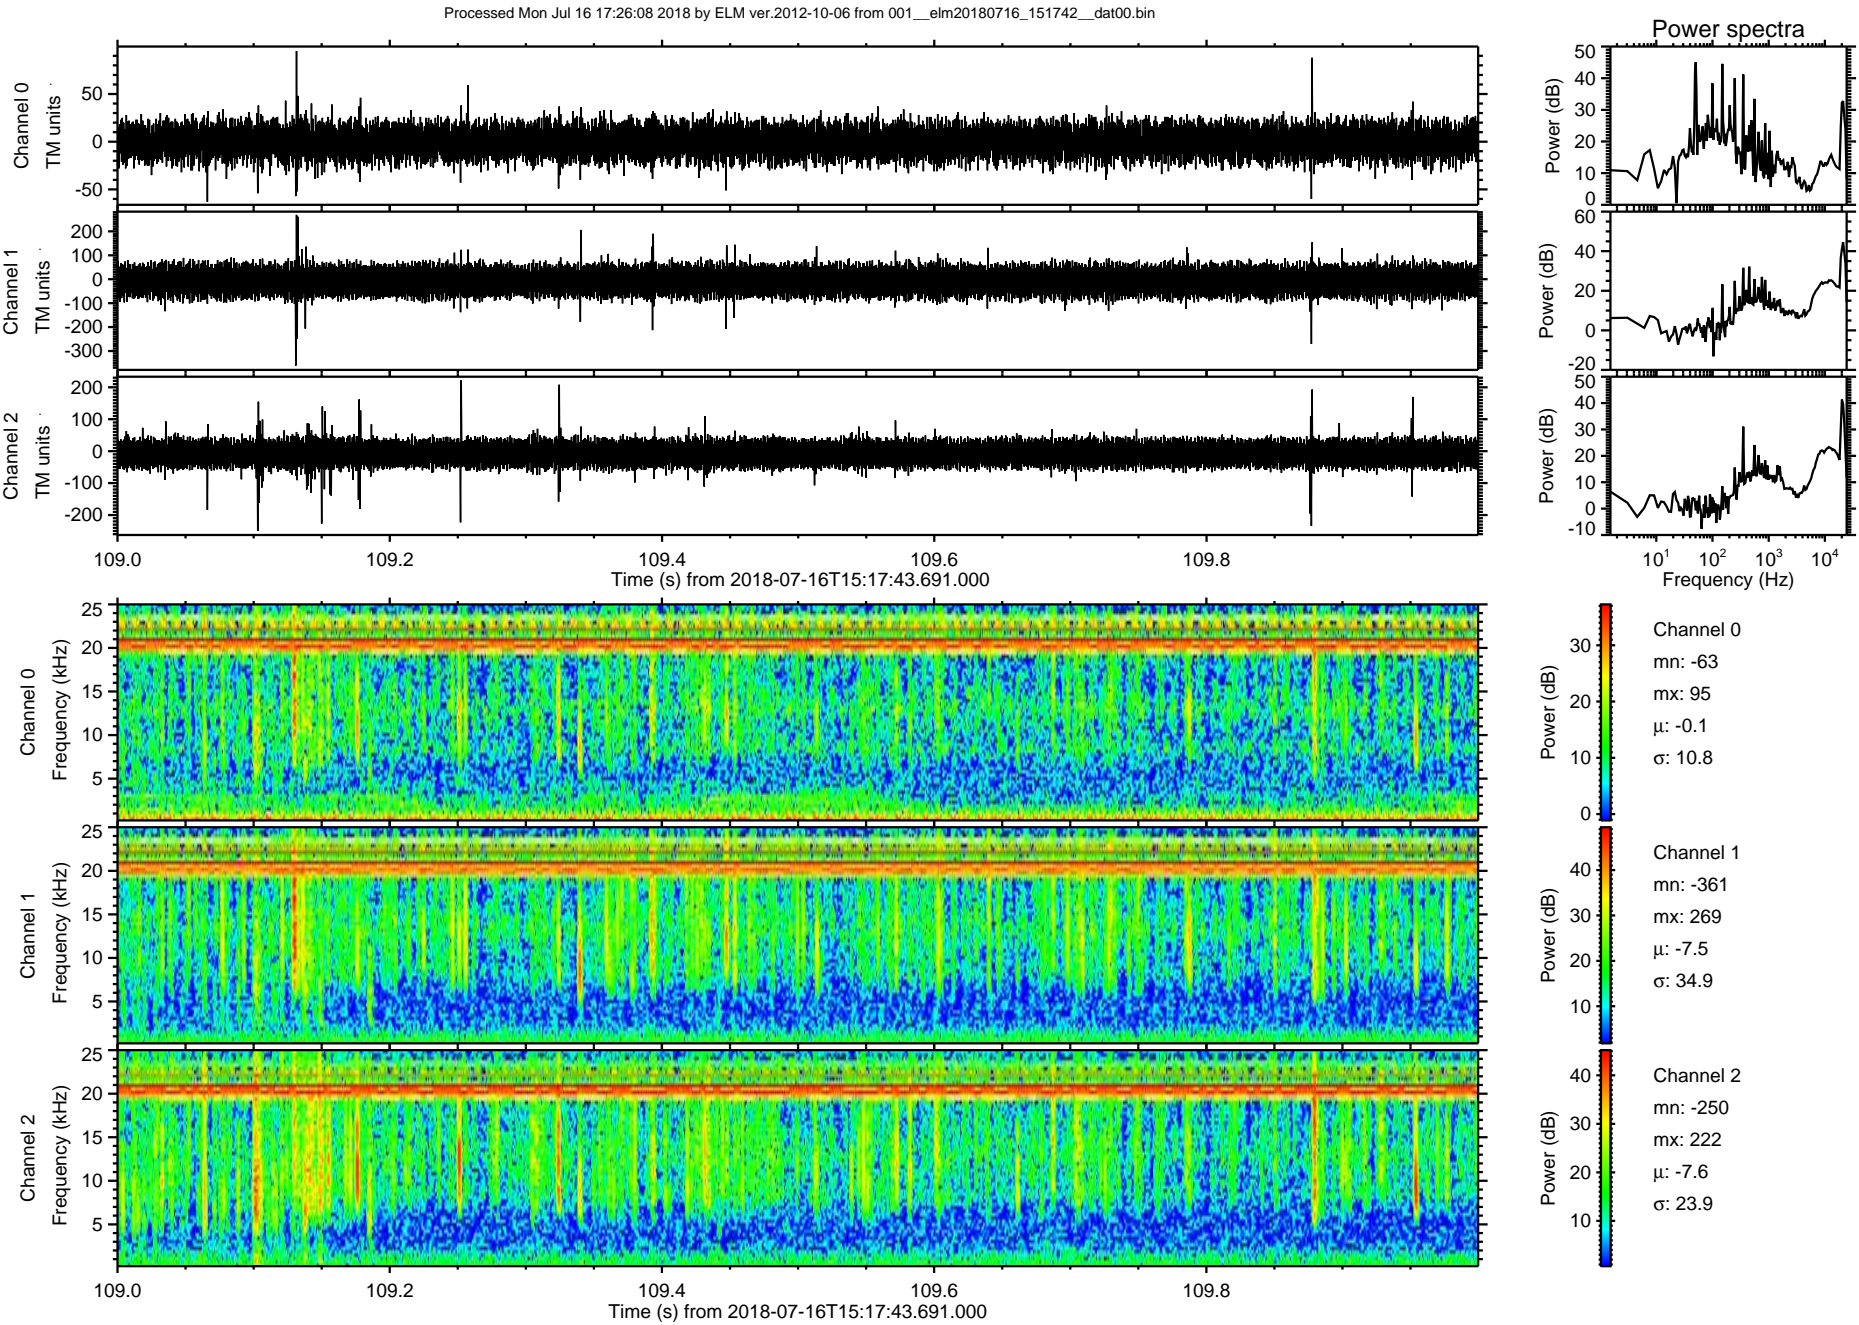 Processed Mon Jul 16 17:26:08 2018 by ELM ver.2012-10-06 from 001__elm20180716_151742__dat00.bin
Power spectra
Channel 0
TM units
50
0
-50
Power (dB)
50
40
30
20
10
0
Channel 1
TM units
200
100
0
-100
-200
-300
Power (dB)
60
40
20
0
-20
Channel 2
TM units
200
100
0
-100
-200
Power (dB)
50
40
30
20
10
0
-10
109.0 109.2 109.4 109.6 109.8
Time (s) from 2018-07-16T15:17:43.691.000
10^1 10^2 10^3 10^4
Frequency (Hz)
Channel 0
Frequency (kHz)
25
20
15
10
5
Power (dB)
30
20
10
0
Channel 0
mn: -63
mx: 95
μ: -0.1
σ: 10.8
Channel 1
Frequency (kHz)
25
20
15
10
5
Power (dB)
40
30
20
10
Channel 1
mn: -361
mx: 269
μ: -7.5
σ: 34.9
Channel 2
Frequency (kHz)
25
20
15
10
5
Power (dB)
40
30
20
10
Channel 2
mn: -250
mx: 222
μ: -7.6
σ: 23.9
109.0 109.2 109.4 109.6 109.8
Time (s) from 2018-07-16T15:17:43.691.000